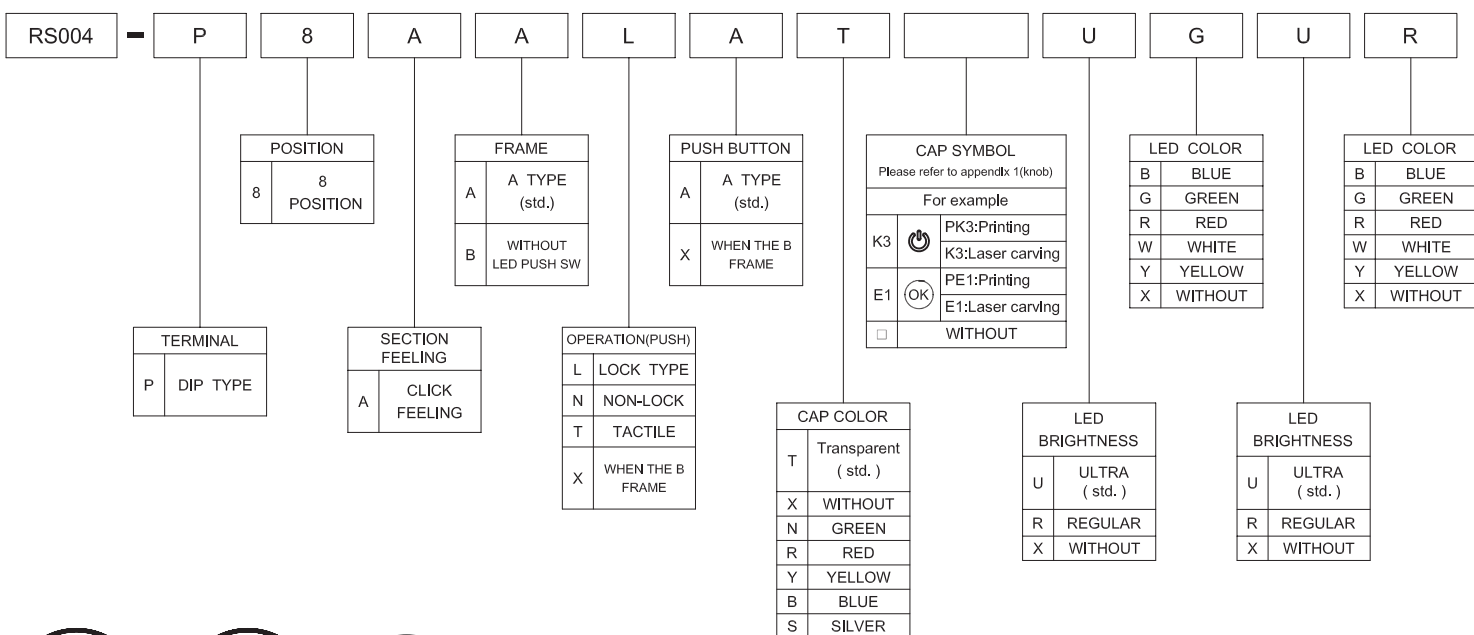 RS004 - P 8 A A L A T U G U R
POSITION
8 8 POSITION
FRAME
A A TYPE (std.)
B WITHOUT LED PUSH SW
PUSH BUTTON
A A TYPE (std.)
X WHEN THE B FRAME
CAP SYMBOL
Please refer to appendix 1(knob)
For example
K3 PK3:Printing
K3:Laser carving
E1 OK PE1:Printing
E1:Laser carving
□ WITHOUT
LED COLOR
B BLUE
G GREEN
R RED
W WHITE
Y YELLOW
X WITHOUT
LED COLOR
B BLUE
G GREEN
R RED
W WHITE
Y YELLOW
X WITHOUT
TERMINAL
P DIP TYPE
SECTION FEELING
A CLICK FEELING
OPERATION(PUSH)
L LOCK TYPE
N NON-LOCK
T TACTILE
X WHEN THE B FRAME
CAP COLOR
T Transparent ( std. )
X WITHOUT
N GREEN
R RED
Y YELLOW
B BLUE
S SILVER
LED BRIGHTNESS
U ULTRA ( std. )
R REGULAR
X WITHOUT
LED BRIGHTNESS
U ULTRA ( std. )
R REGULAR
X WITHOUT